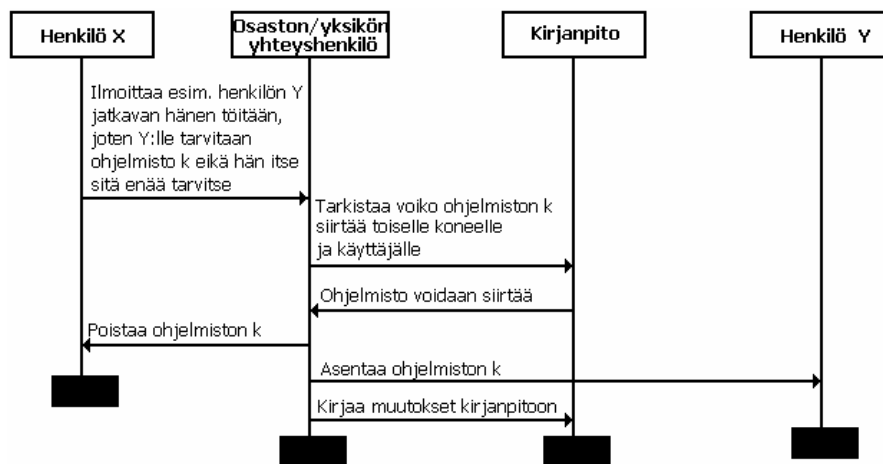 Henkilö X
Osaston/yksikön
yhteyshenkilö
Kirjanpito
Henkilö Y
Ilmoittaa esim. henkilön Y
jatkavan hänen töitään,
joten Y:lle tarvitaan
ohjelmisto k eikä hän itse
sitä enää tarvitse
Tarkistaa voiko ohjelmiston k
siirtää toiselle koneelle
ja käyttäjälle
Ohjelmisto voidaan siirtää
Poistaa ohjelmiston k
Asentaa ohjelmiston k
Kirjaa muutokset kirjanpitoon